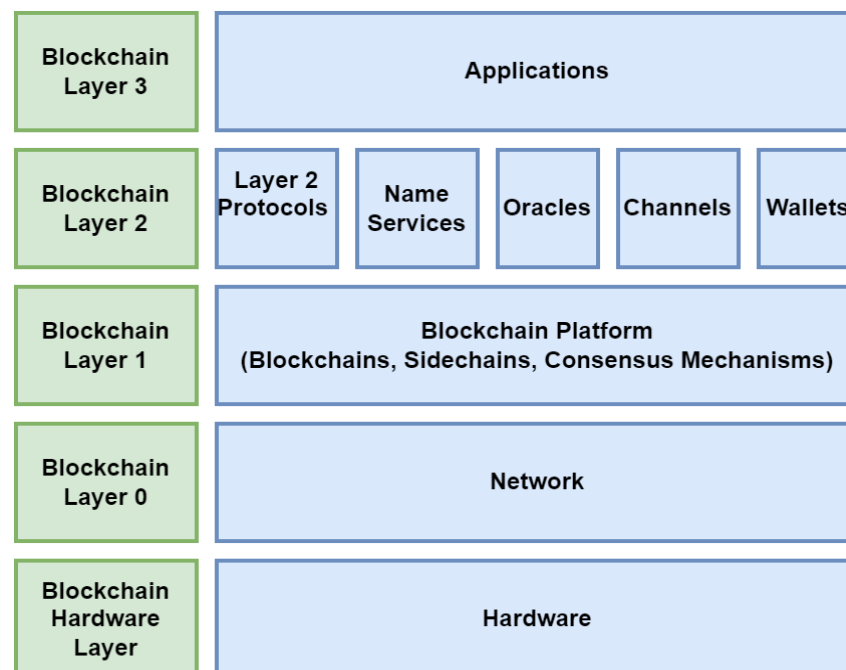 Blockchain
Layer 3
Applications
Blockchain
Layer 2
Layer 2
Protocols
Name
Services
Oracles
Channels
Wallets
Blockchain
Layer 1
Blockchain Platform
(Blockchains, Sidechains, Consensus Mechanisms)
Blockchain
Layer 0
Network
Blockchain
Hardware
Layer
Hardware